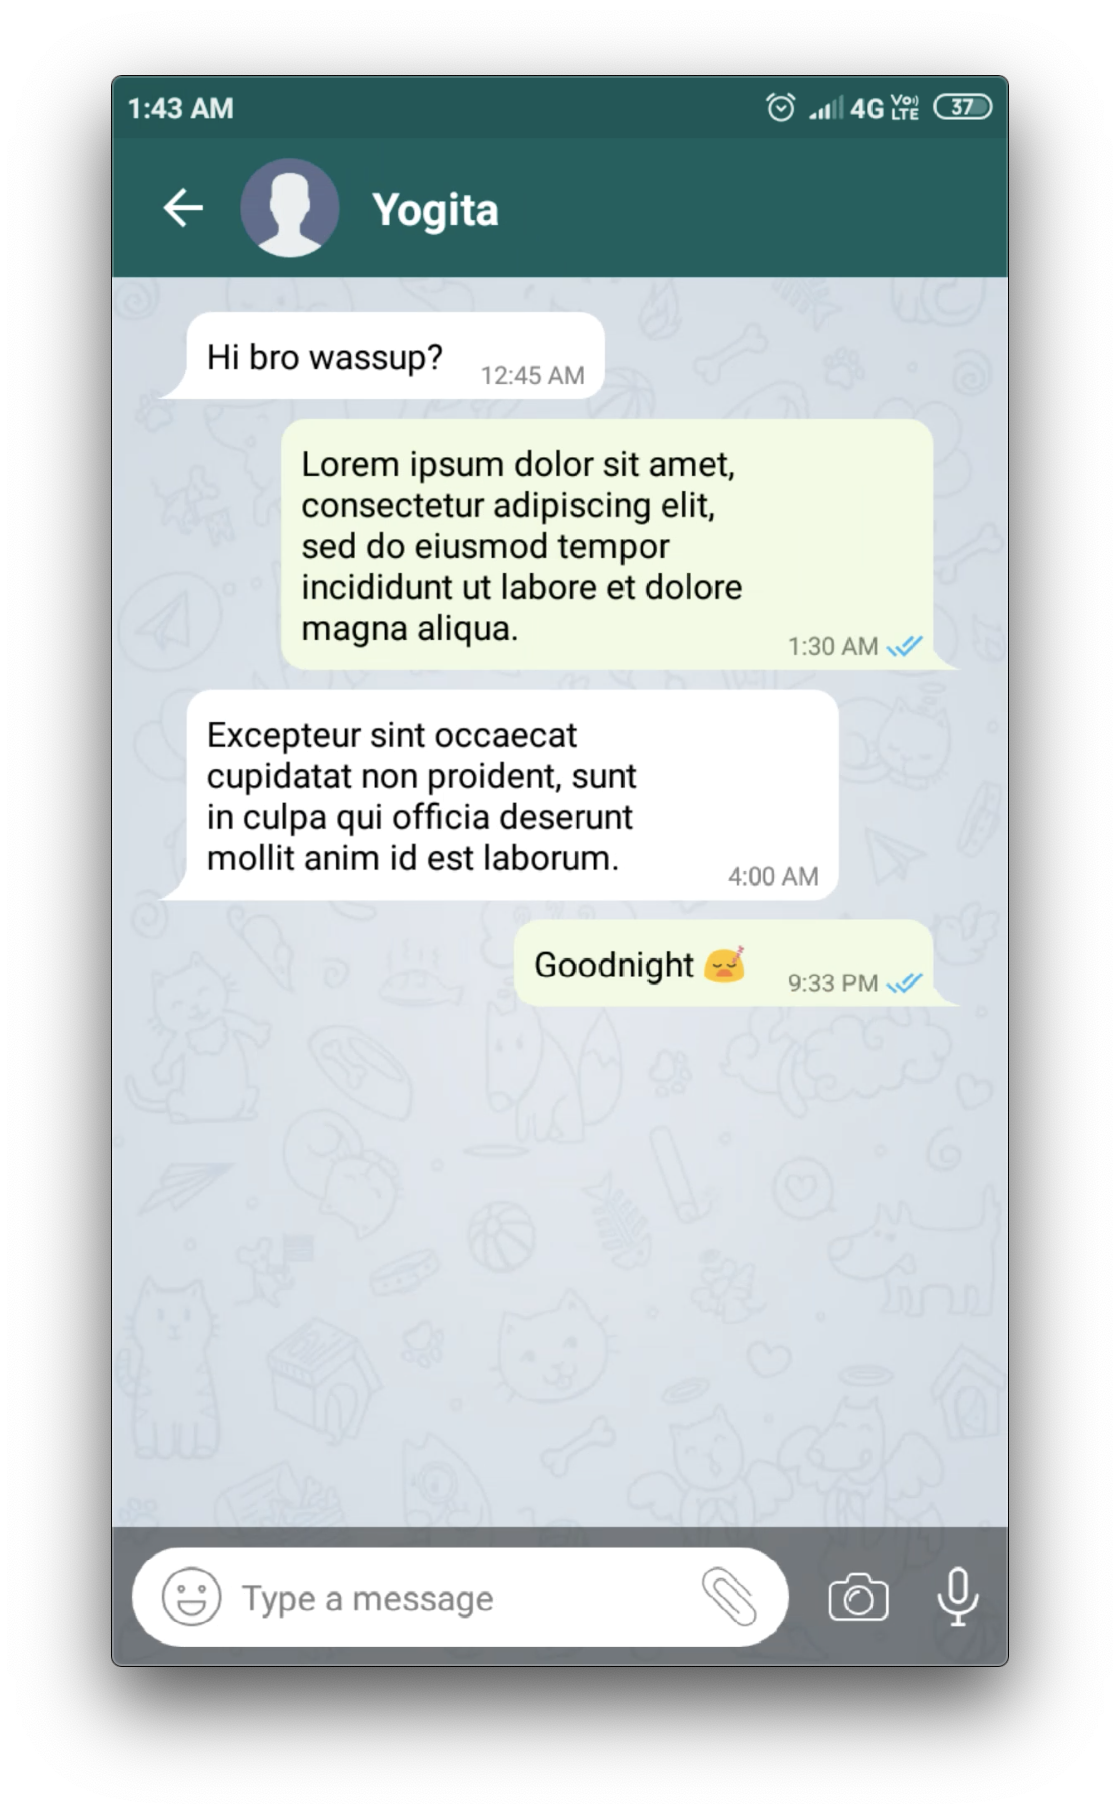 1:43 AM 4G Vo) LTE 37
Yogita
Hi bro wassup?
12:45 AM
Lorem ipsum dolor sit amet,
consectetur adipiscing elit,
sed do eiusmod tempor
incididunt ut labore et dolore
magna aliqua.
1:30 AM
Excepteur sint occaecat
cupidatat non proident, sunt
in culpa qui officia deserunt
mollit anim id est laborum.
4:00 AM
Goodnight 😴
9:33 PM
Type a message